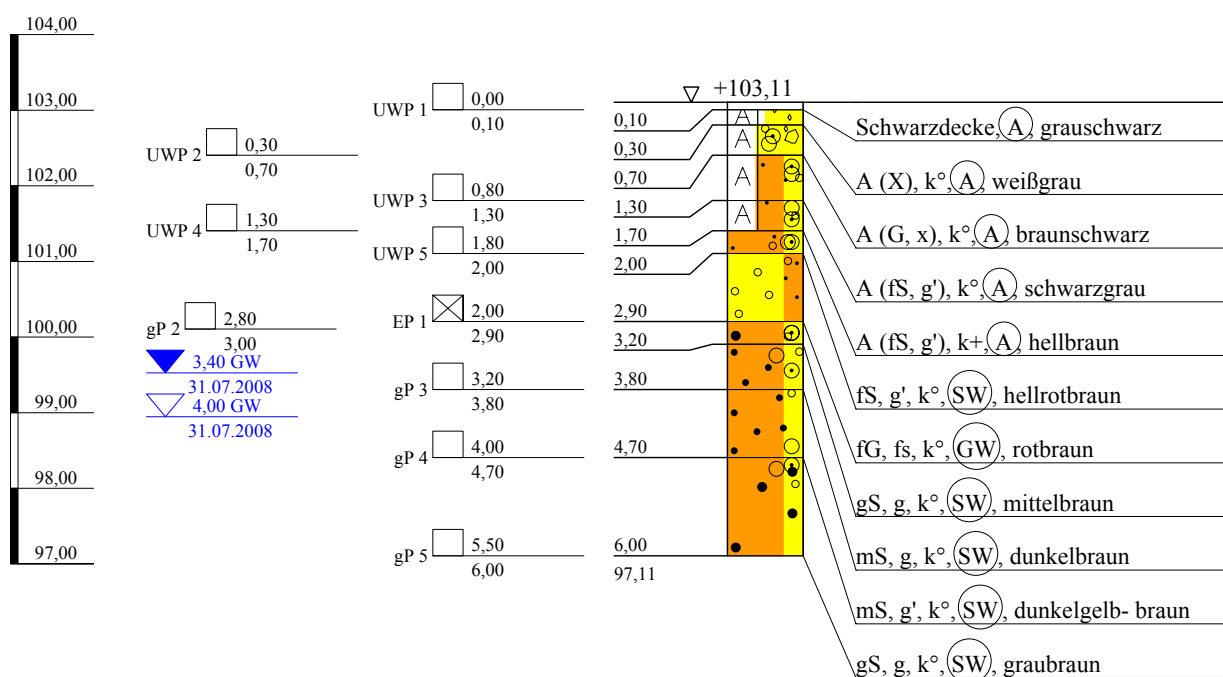 104,00
103,00
102,00
101,00
100,00
99,00
98,00
97,00
UWP 2 0,30
0,70
UWP 4 1,30
1,70
gP 2 2,80
3,00
3,40 GW
31.07.2008
4,00 GW
31.07.2008
UWP 1 0,00
0,10
UWP 3 0,80
1,30
UWP 5 1,80
2,00
EP 1 2,00
2,90
gP 3 3,20
3,80
gP 4 4,00
4,70
gP 5 5,50
6,00
+103,11
0,10
0,30
0,70
1,30
1,70
2,00
2,90
3,20
3,80
4,70
6,00
97,11
A
A
A
A
Schwarzdecke, A, grauschwarz
A (X), k°, A, weißgrau
A (G, x), k°, A, braunschwarz
A (fS, g'), k°, A, schwarzgrau
A (fS, g'), k+, A, hellbraun
fS, g', k°, SW, hellrotbraun
fG, fs, k°, GW, rotbraun
gS, g, k°, SW, mittelbraun
mS, g, k°, SW, dunkelbraun
mS, g', k°, SW, dunkelgelb- braun
gS, g, k°, SW, graubraun